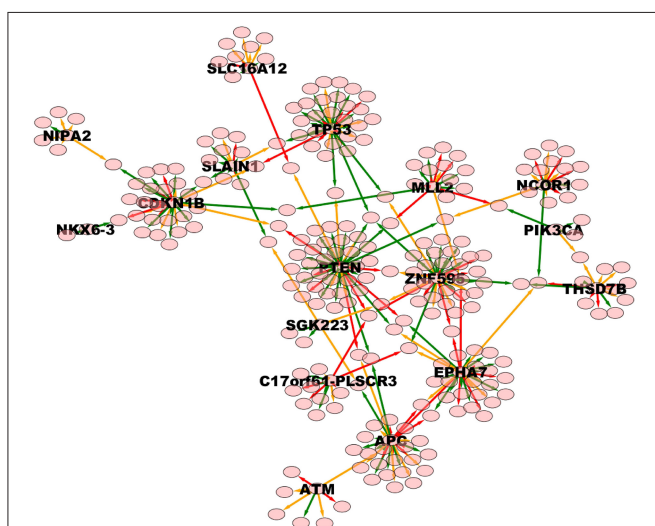 SLC16A12
TP53
NIPA2
SLAIN1
MLL2
NCOR1
CDKN1B
NKX6-3
PIK3CA
PTEN
ZNF595
THSD7B
SGK223
C17orf61-PLSCR3
EPHA7
APC
ATM